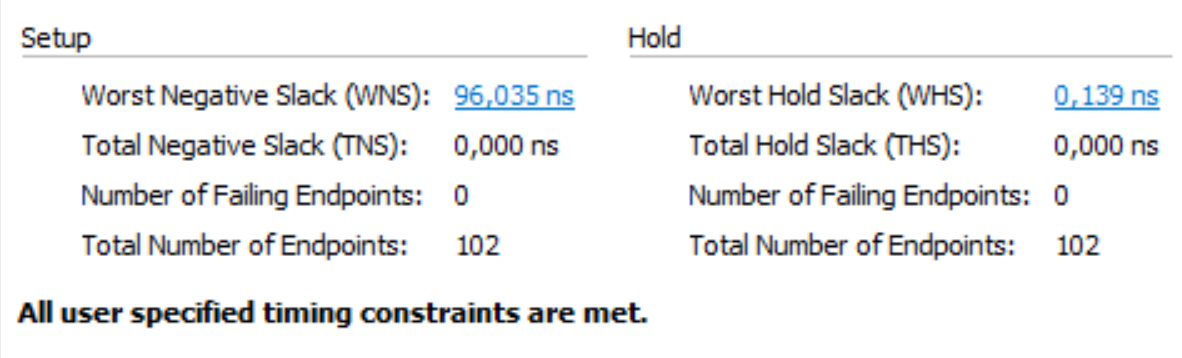 Setup
Worst Negative Slack (WNS): 96,035 ns
Total Negative Slack (TNS): 0,000 ns
Number of Failing Endpoints: 0
Total Number of Endpoints: 102
Hold
Worst Hold Slack (WHS): 0,139 ns
Total Hold Slack (THS): 0,000 ns
Number of Failing Endpoints: 0
Total Number of Endpoints: 102
All user specified timing constraints are met.